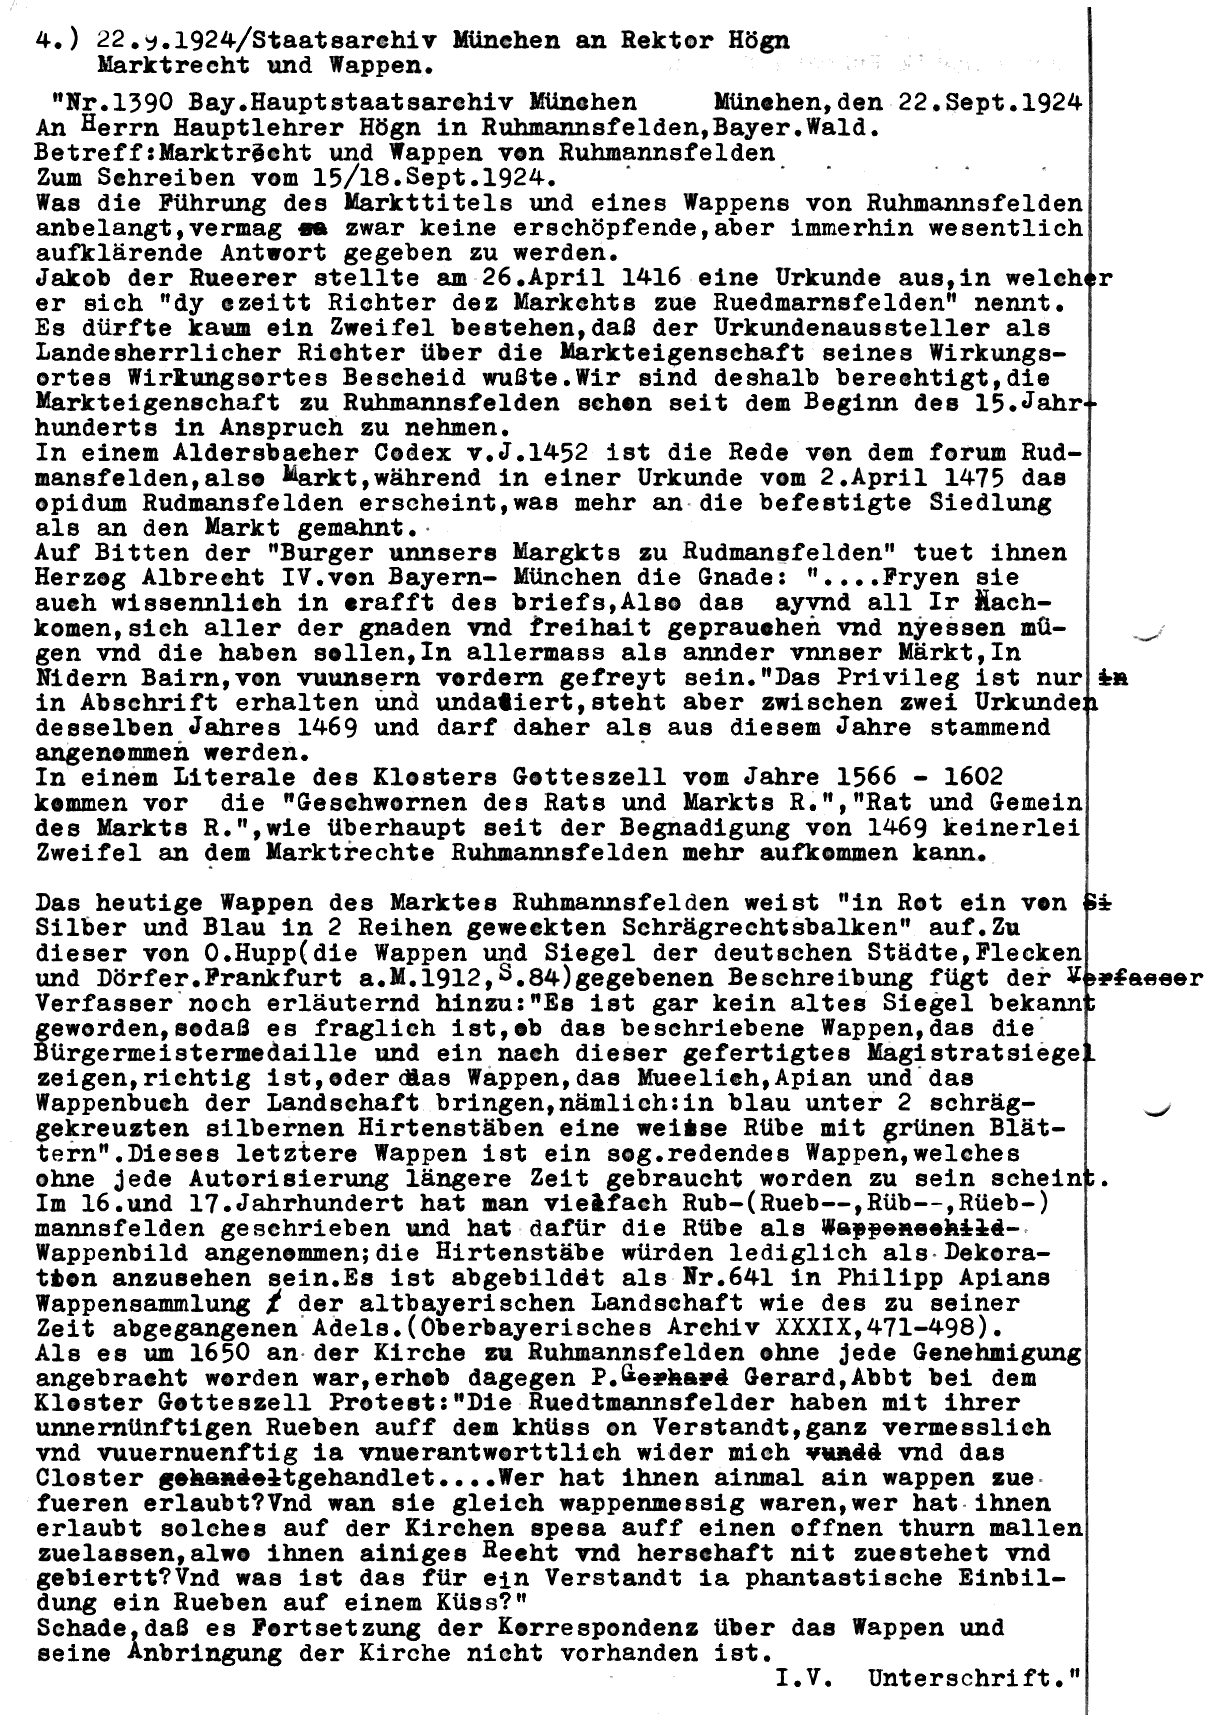 4.) 22.9.1924/Staatsarchiv München an Rektor Högn
Marktrecht und Wappen.
"Nr.1390 Bay.Hauptstaatsarchiv München München,den 22.Sept.1924
An Herrn Hauptlehrer Högn in Ruhmannsfelden,Bayer.Wald.
Betreff:Marktrecht und Wappen von Ruhmannsfelden
Zum Schreiben vom 15/18.Sept.1924.
Was die Führung des Markttitels und eines Wappens von Ruhmannsfelden
anbelangt,vermag zwar keine erschöpfende,aber immerhin wesentlich
aufklärende Antwort gegeben zu werden.
Jakob der Rueerer stellte am 26.April 1416 eine Urkunde aus,in welcher
er sich "dy czeitt Richter dez Markchts zue Ruedmarnsfelden" nennt.
Es dürfte kaum ein Zweifel bestehen,daß der Urkundenaussteller als
Landesherrlicher Richter über die Markteigenschaft seines Wirkungs-
ortes Wirkungsortes Bescheid wußte.Wir sind deshalb berechtigt,die
Markteigenschaft zu Ruhmannsfelden schon seit dem Beginn des 15.Jahr-
hunderts in Anspruch zu nehmen.
In einem Aldersbacher Codex v.J.1452 ist die Rede von dem forum Rud-
mansfelden,also Markt,während in einer Urkunde vom 2.April 1475 das
opidum Rudmansfelden erscheint,was mehr an die befestigte Siedlung
als an den Markt gemahnt.
Auf Bitten der "Burger unnsers Margkts zu Rudmansfelden" tuet ihnen
Herzog Albrecht IV.von Bayern- München die Gnade: "....Fryen sie
auch wissennlich in crafft des briefs,Also das ayvnd all Ir Nach-
komen,sich aller der gnaden vnd freihait geprauchen vnd nyessen mü-
gen vnd die haben sollen,In allermass als annder vnnser Märkt,In
Nidern Bairn,von vuunsern vordern gefreyt sein."Das Privileg ist nur in
in Abschrift erhalten und undatiert,steht aber zwischen zwei Urkunden
desselben Jahres 1469 und darf daher als aus diesem Jahre stammend
angenommen werden.
In einem Literale des Klosters Gotteszell vom Jahre 1566 - 1602
kommen vor die "Geschwornen des Rats und Markts R.","Rat und Gemein
des Markts R.",wie überhaupt seit der Begnadigung von 1469 keinerlei
Zweifel an dem Marktrechte Ruhmannsfelden mehr aufkommen kann.
Das heutige Wappen des Marktes Ruhmannsfelden weist "in Rot ein von Si
Silber und Blau in 2 Reihen geweckten Schrägrechtsbalken" auf.Zu
dieser von O.Hupp(die Wappen und Siegel der deutschen Städte,Flecken
und Dörfer.Frankfurt a.M.1912,S.84)gegebenen Beschreibung fügt der Verfasser
Verfasser noch erläuternd hinzu:"Es ist gar kein altes Siegel bekannt
geworden,sodaß es fraglich ist,ob das beschriebene Wappen,das die
Bürgermeistermedaille und ein nach dieser gefertigtes Magistratsiegel
zeigen,richtig ist,oder das Wappen,das Mueelich,Apian und das
Wappenbuch der Landschaft bringen,nämlich:in blau unter 2 schräg-
gekreuzten silbernen Hirtenstäben eine weisse Rübe mit grünen Blät-
tern".Dieses letztere Wappen ist ein sog.redendes Wappen,welches
ohne jede Autorisierung längere Zeit gebraucht worden zu sein scheint.
Im 16.und 17.Jahrhundert hat man vielfach Rub-(Rueb--,Rüb--,Rüeb-)
mannsfelden geschrieben und hat dafür die Rübe als Wappenschild-
Wappenbild angenommen;die Hirtenstäbe würden lediglich als Dekora-
tion anzusehen sein.Es ist abgebildet als Nr.641 in Philipp Apians
Wappensammlung der altbayerischen Landschaft wie des zu seiner
Zeit abgegangenen Adels.(Oberbayerisches Archiv XXXIX,471-498).
Als es um 1650 an der Kirche zu Ruhmannsfelden ohne jede Genehmigung
angebracht worden war,erhob dagegen P.Gerhard Gerard,Abbt bei dem
Kloster Gotteszell Protest:"Die Ruedtmannsfelder haben mit ihrer
unnernünftigen Rueben auff dem khüss on Verstandt,ganz vermesslich
vnd vuuernuenftig ia vnuerantworttlich wider mich vundd vnd das
Closter gehandeltgehandlet....Wer hat ihnen ainmal ain wappen zue
fueren erlaubt?Vnd wan sie gleich wappenmessig waren,wer hat ihnen
erlaubt solches auf der Kirchen spesa auff einen offnen thurn mallen
zuelassen,alwo ihnen ainiges Recht vnd herschaft nit zuestehet vnd
gebiertt?Vnd was ist das für ein Verstandt ia phantastische Einbil-
dung ein Rueben auf einem Küss?"
Schade,daß es Fortsetzung der Korrespondenz über das Wappen und
seine Anbringung der Kirche nicht vorhanden ist.
I.V. Unterschrift."